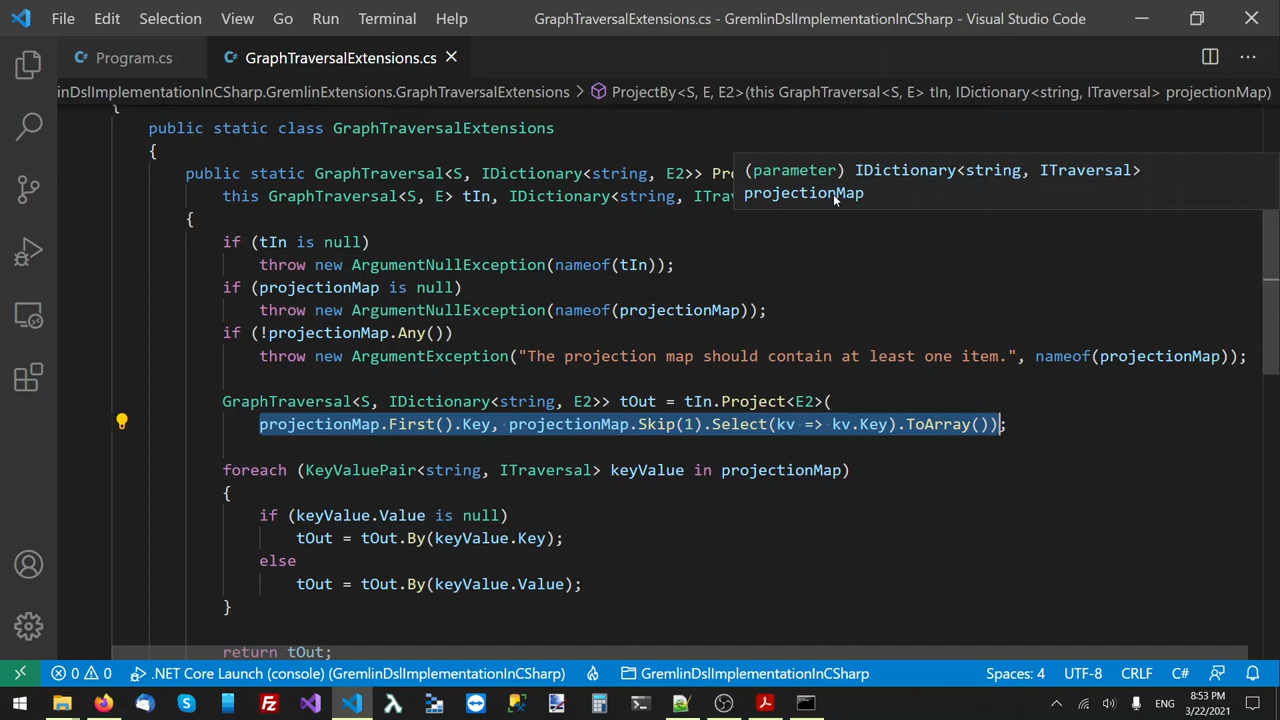 File Edit Selection View Go Run Terminal Help GraphTraversalExtensions.cs - GremlinDslImplementationInCSharp - Visual Studio Code
Program.cs GraphTraversalExtensions.cs
inDslImplementationInCSharp.GremlinExtensions.GraphTraversalExtensions > ProjectBy<S, E, E2>(this GraphTraversal<S, E> tIn, IDictionary<string, ITraversal> projectionMap)
{
public static class GraphTraversalExtensions
{
public static GraphTraversal<S, IDictionary<string, E2>> Pro
(parameter) IDictionary<string, ITraversal>
projectionMap
this GraphTraversal<S, E> tIn, IDictionary<string, ITra
{
if (tIn is null)
throw new ArgumentNullException(nameof(tIn));
if (projectionMap is null)
throw new ArgumentNullException(nameof(projectionMap));
if (!projectionMap.Any())
throw new ArgumentException("The projection map should contain at least one item.", nameof(projectionMap));
GraphTraversal<S, IDictionary<string, E2>> tOut = tIn.Project<E2>(
projectionMap.First().Key, projectionMap.Skip(1).Select(kv => kv.Key).ToArray());
foreach (KeyValuePair<string, ITraversal> keyValue in projectionMap)
{
if (keyValue.Value is null)
tOut = tOut.By(keyValue.Key);
else
tOut = tOut.By(keyValue.Value);
}
return tOut;
0 0 .NET Core Launch (console) (GremlinDslImplementationInCSharp) GremlinDslImplementationInCSharp Spaces: 4 UTF-8 CRLF C#
ENG 8:53 PM
3/22/2021